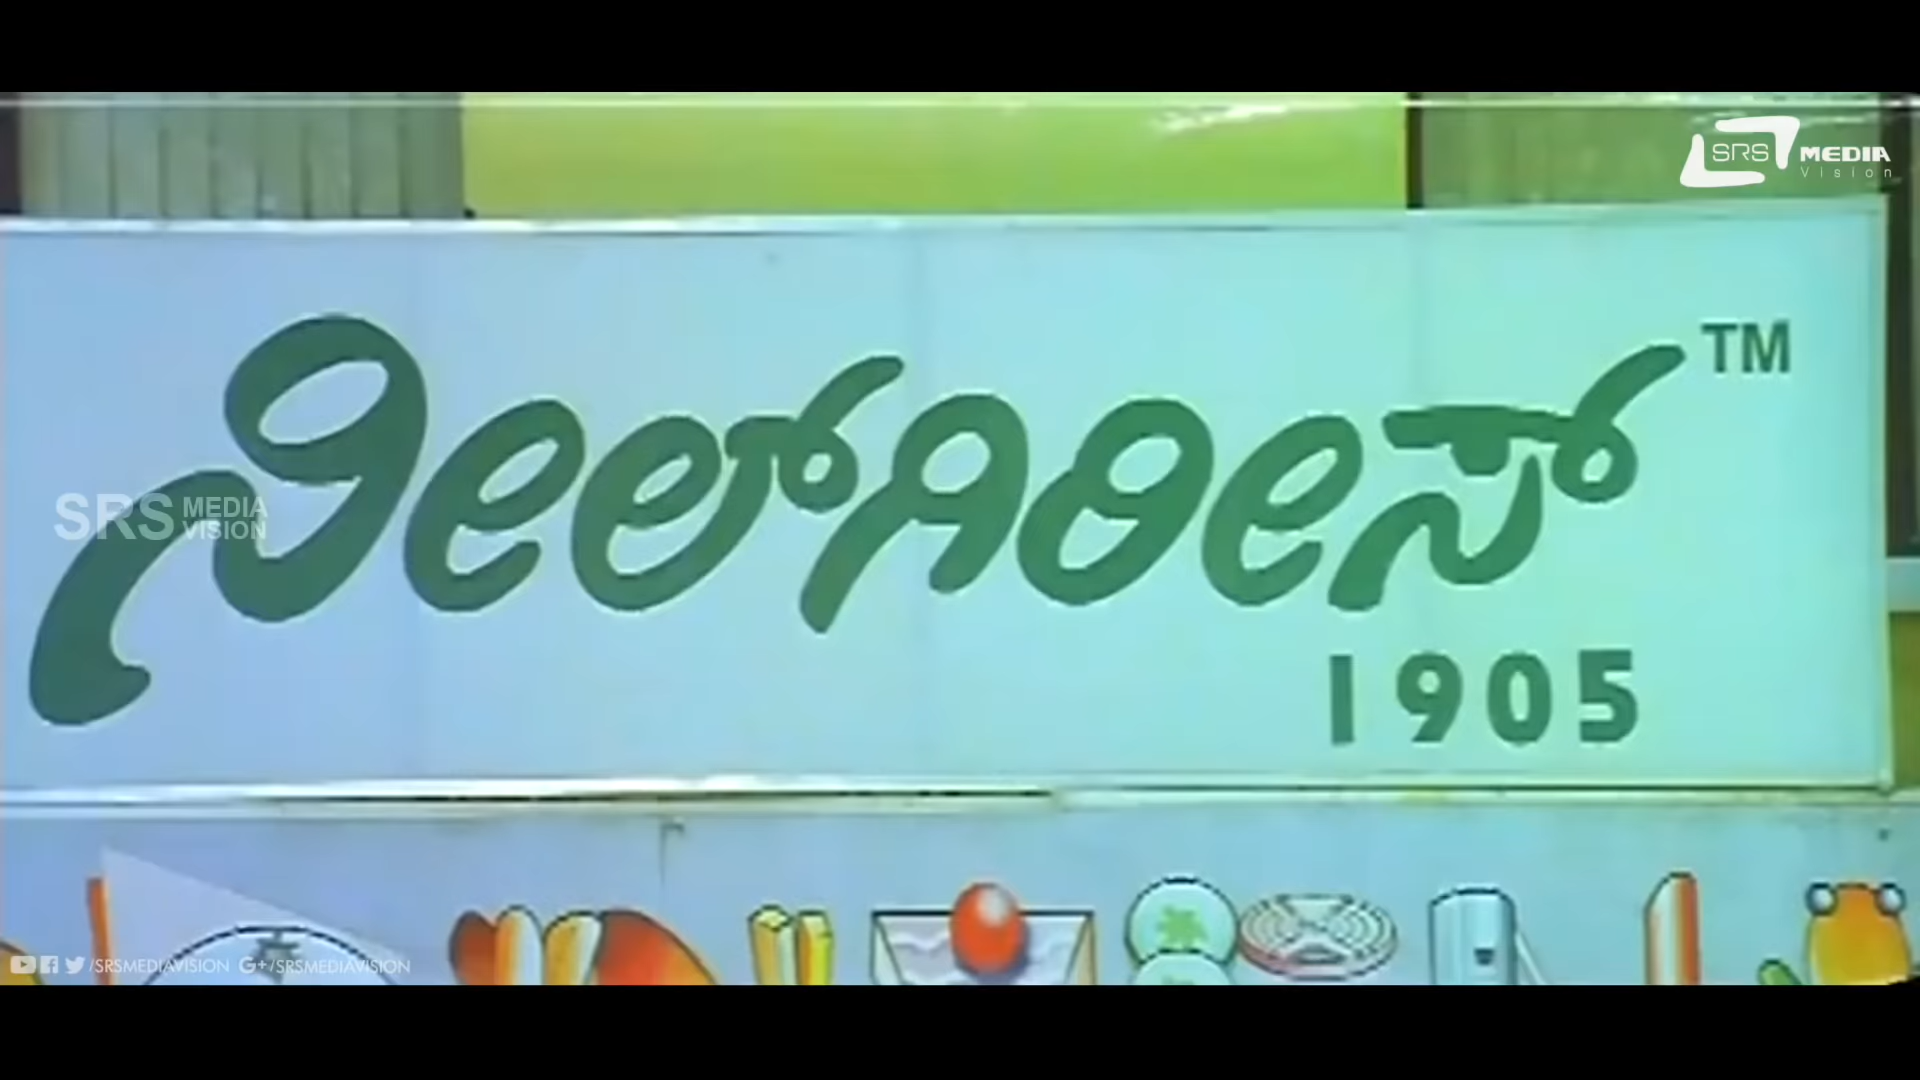 SRS MEDIA
Vision
ನೀಲ್‌ಗಿರೀಸ್ TM
SRS MEDIA
VISION
1905
/SRSMEDIAVISION G+/SRSMEDIAVISION